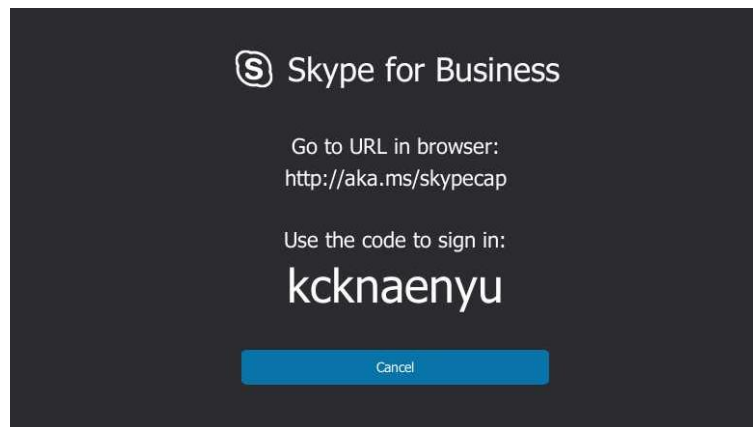 Skype for Business
Go to URL in browser:
http://aka.ms/skypecap
Use the code to sign in:
kcknaenyu
Cancel